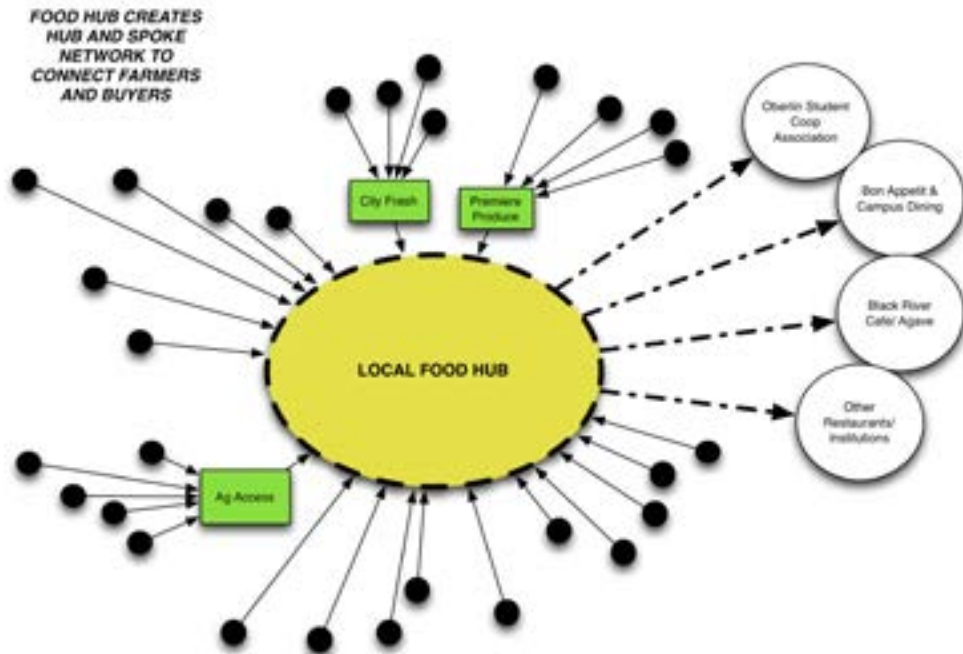 FOOD HUB CREATES
HUB AND SPOKE
NETWORK TO
CONNECT FARMERS
AND BUYERS
Oberlin Student
Coop
Association
City Fresh
Premiere
Produce
Bon Appetit &
Campus Dining
Black River
Cafe/ Agave
LOCAL FOOD HUB
Other
Restaurants/
Institutions
Ag Access